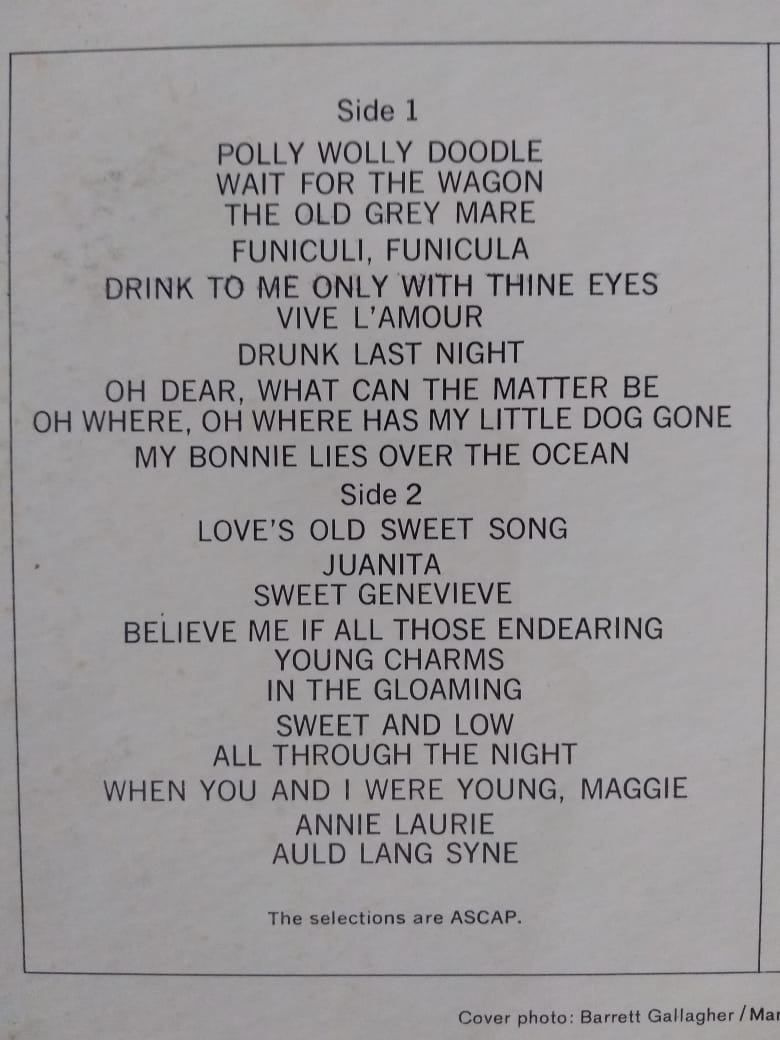 Side 1
POLLY WOLLY DOODLE
WAIT FOR THE WAGON
THE OLD GREY MARE
FUNICULI, FUNICULA
DRINK TO ME ONLY WITH THINE EYES
VIVE L'AMOUR
DRUNK LAST NIGHT
OH DEAR, WHAT CAN THE MATTER BE
OH WHERE, OH WHERE HAS MY LITTLE DOG GONE
MY BONNIE LIES OVER THE OCEAN
Side 2
LOVE'S OLD SWEET SONG
JUANITA
SWEET GENEVIEVE
BELIEVE ME IF ALL THOSE ENDEARING
YOUNG CHARMS
IN THE GLOAMING
SWEET AND LOW
ALL THROUGH THE NIGHT
WHEN YOU AND I WERE YOUNG, MAGGIE
ANNIE LAURIE
AULD LANG SYNE
The selections are ASCAP.
Cover photo: Barrett Gallagher/